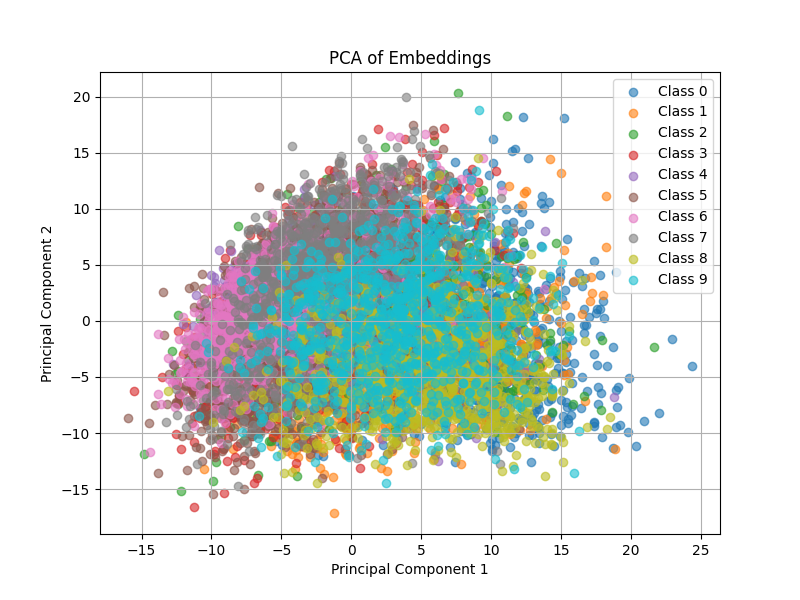 PCA of Embeddings
Principal Component 2
20
15
10
5
0
−5
−10
−15
Class 0
Class 1
Class 2
Class 3
Class 4
Class 5
Class 6
Class 7
Class 8
Class 9
−15 −10 −5 0 5 10 15 20 25
Principal Component 1